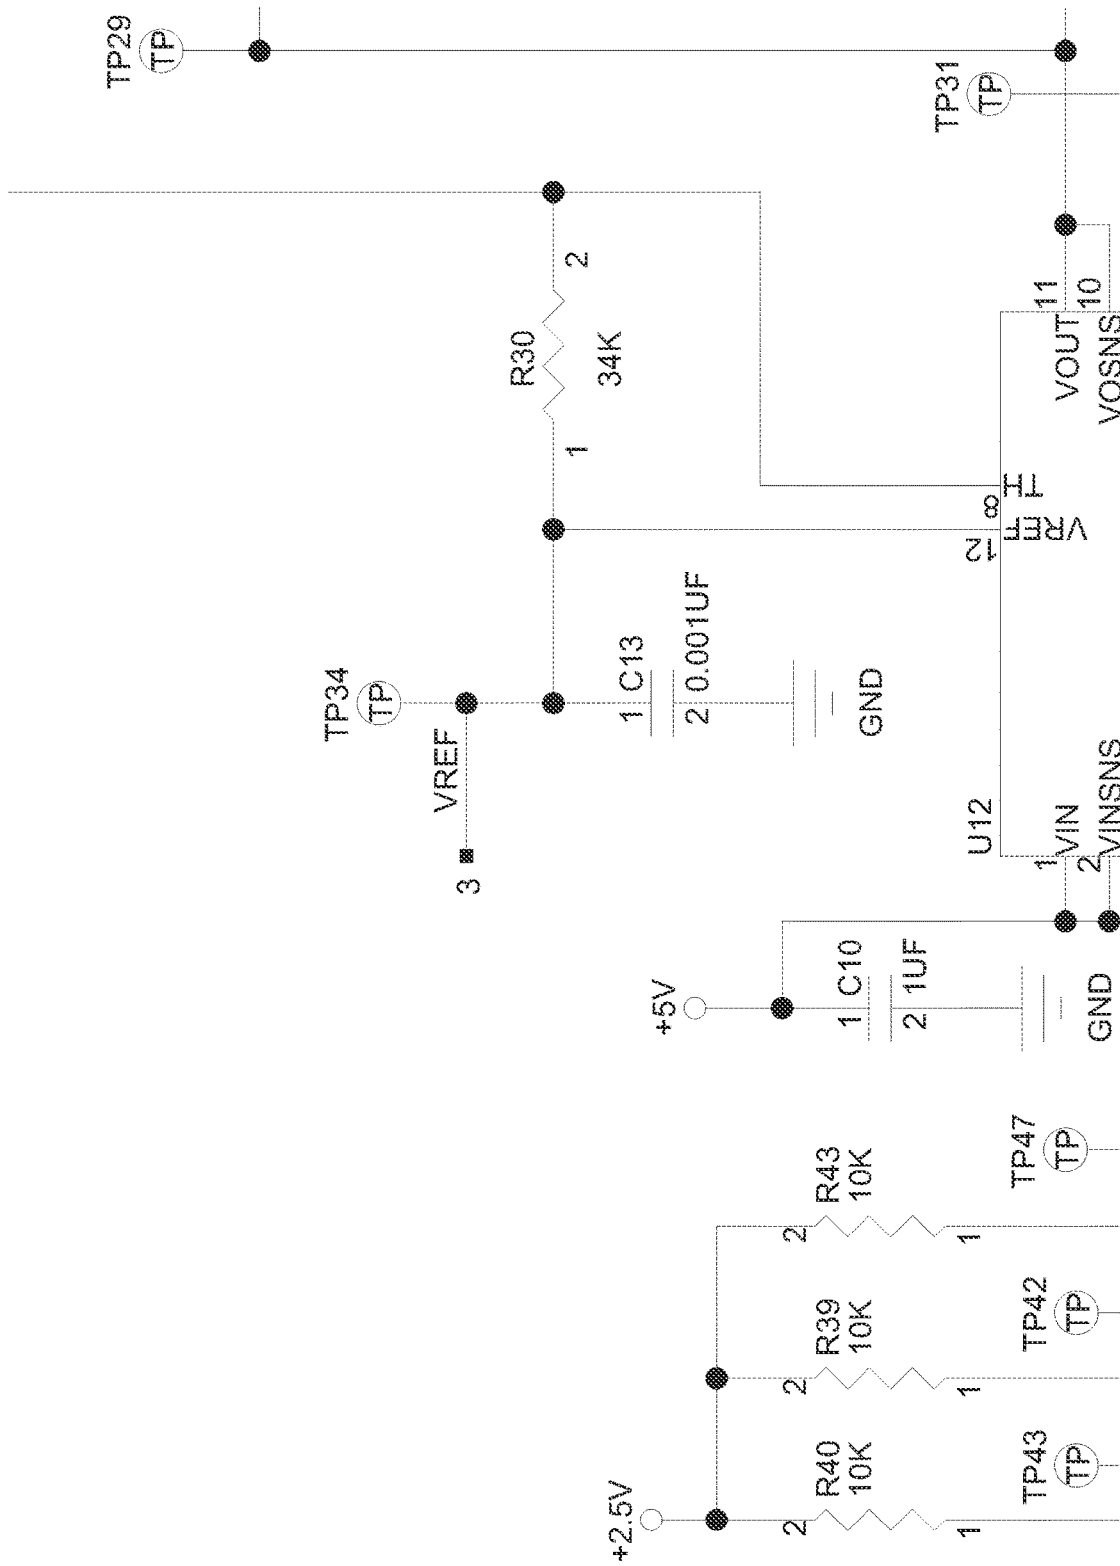 +2.5V
R40
10K
2
1
TP43
TP
R39
10K
2
1
TP42
TP
R43
10K
2
1
TP47
TP
+5V
1 C10
2 1UF
GND
3
VREF
TP34
TP
1 C13
2 0.001UF
GND
R30
1
2
34K
U12
1
VIN
2
VINSNS
12
VREF
8
TH
11
VOUT
10
VOSNS
TP29
TP
TP31
TP